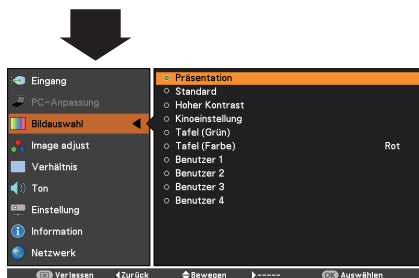 Eingang
PC-Anpassung
Bildauswahl
Image adjust
Verhältnis
Ton
Einstellung
Information
Netzwerk
Präsentation
Standard
Hoher Kontrast
Kinoeinstellung
Tafel (Grün)
Tafel (Farbe) Rot
Benutzer 1
Benutzer 2
Benutzer 3
Benutzer 4
Verlassen Zurück Bewegen ----- OK Auswählen